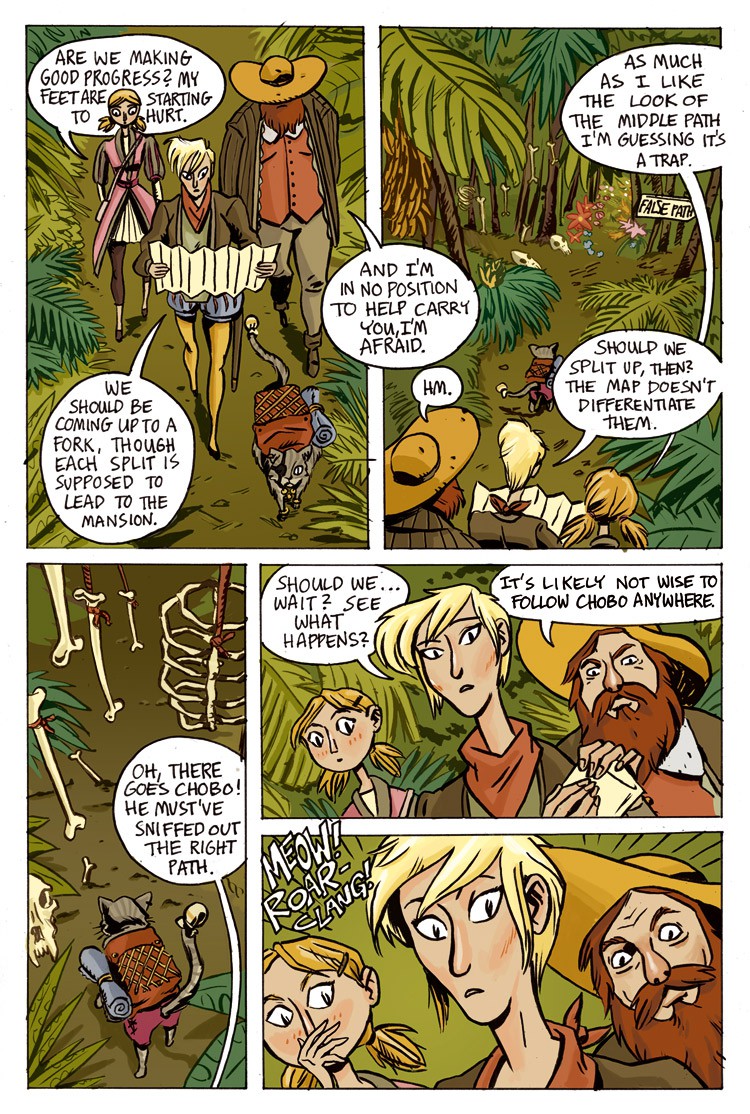 ARE WE MAKING
GOOD PROGRESS? MY
FEET ARE STARTING
TO HURT.
WE
SHOULD BE
COMING UP TO A
FORK, THOUGH
EACH SPLIT IS
SUPPOSED TO
LEAD TO THE
MANSION.
AND I'M
IN NO POSITION
TO HELP CARRY
YOU, I'M
AFRAID.
AS MUCH
AS I LIKE
THE LOOK OF
THE MIDDLE PATH
I'M GUESSING IT'S
A TRAP.
FALSE PATH
HM.
SHOULD WE
SPLIT UP, THEN?
THE MAP DOESN'T
DIFFERENTIATE
THEM.
OH, THERE
GOES CHOBO!
HE MUST'VE
SNIFFED OUT
THE RIGHT
PATH.
SHOULD WE...
WAIT? SEE
WHAT
HAPPENS?
IT'S LIKELY NOT WISE TO
FOLLOW CHOBO ANYWHERE.
MEOW!
ROAR-
CLANG!